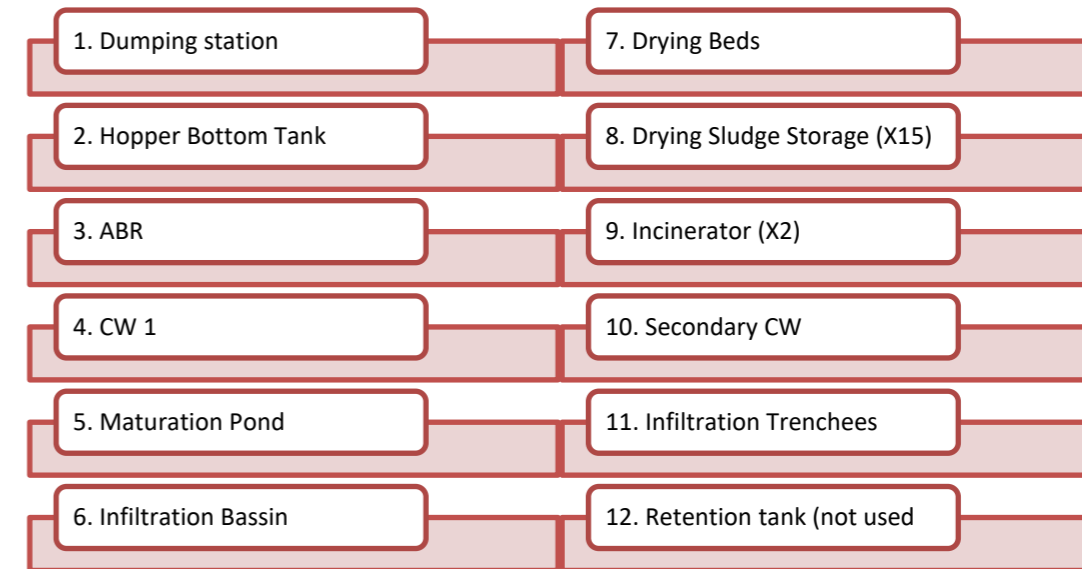 1. Dumping station
2. Hopper Bottom Tank
3. ABR
4. CW 1
5. Maturation Pond
6. Infiltration Bassin
7. Drying Beds
8. Drying Sludge Storage (X15)
9. Incinerator (X2)
10. Secondary CW
11. Infiltration Trenchees
12. Retention tank (not used